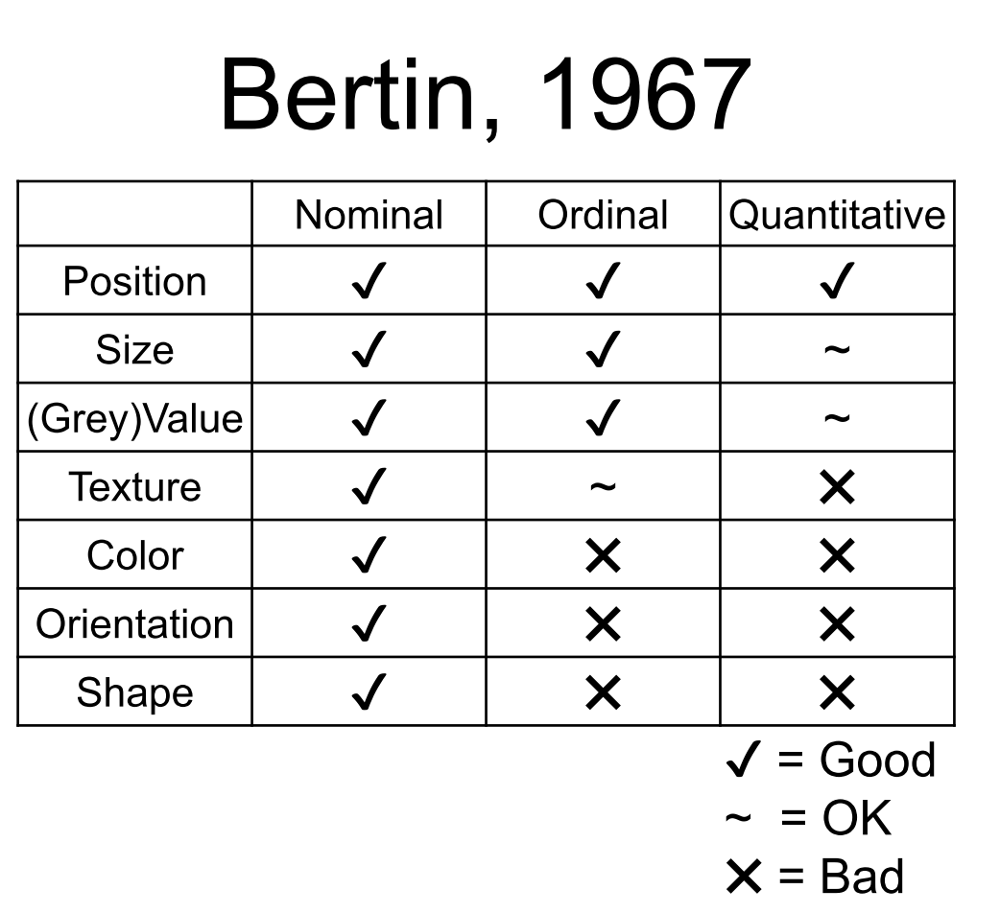 Bertin, 1967
Nominal Ordinal Quantitative
Position ✓ ✓ ✓
Size ✓ ✓ ~
(Grey)Value ✓ ✓ ~
Texture ✓ ~ ✕
Color ✓ ✕ ✕
Orientation ✓ ✕ ✕
Shape ✓ ✕ ✕
✓ = Good
~ = OK
✕ = Bad